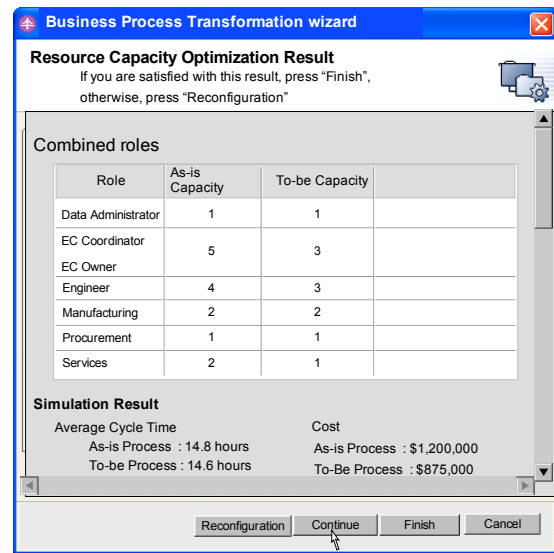 Business Process Transformation wizard
Resource Capacity Optimization Result
If you are satisfied with this result, press “Finish”,
otherwise, press “Reconfiguration”
Combined roles
Role As-is Capacity To-be Capacity
Data Administrator 1 1
EC Coordinator
EC Owner 5 3
Engineer 4 3
Manufacturing 2 2
Procurement 1 1
Services 2 1
Simulation Result
Average Cycle Time Cost
As-is Process : 14.8 hours As-is Process : $1,200,000
To-be Process : 14.6 hours To-Be Process : $875,000
Reconfiguration Continue Finish Cancel